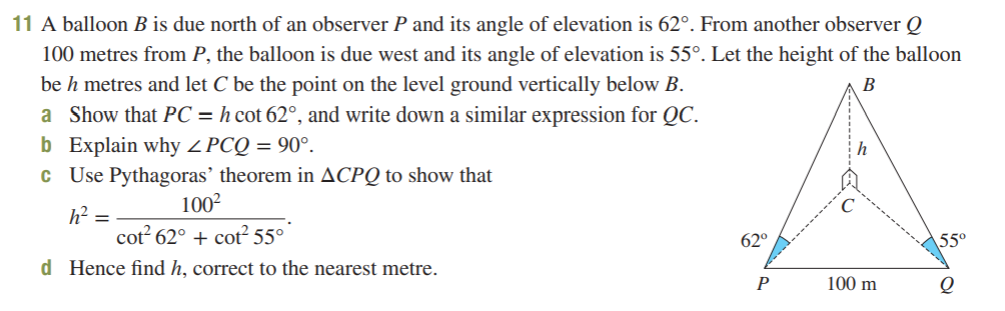 11 A balloon B is due north of an observer P and its angle of elevation is 62°. From another observer Q
100 metres from P, the balloon is due west and its angle of elevation is 55°. Let the height of the balloon
be h metres and let C be the point on the level ground vertically below B.
a Show that PC = h cot 62°, and write down a similar expression for QC.
b Explain why ∠PCQ = 90°.
c Use Pythagoras’ theorem in ΔCPQ to show that
h² = 100² / (cot² 62° + cot² 55°).
d Hence find h, correct to the nearest metre.
B
h
C
62°
55°
P
100 m
Q